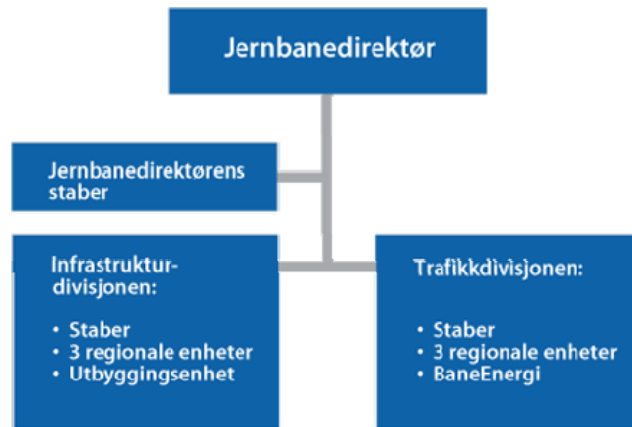 Jernbanedirektør
Jernbanedirektørens
staber
Infrastruktur-
divisjonen:
• Staber
• 3 regionale enheter
• Utbyggingsenhet
Trafikkdivisjonen:
• Staber
• 3 regionale enheter
• BaneEnergi